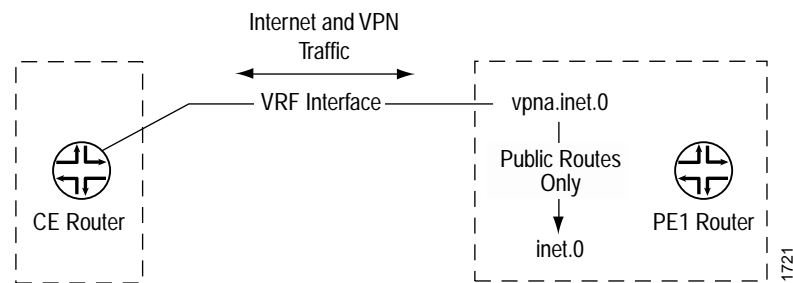 Internet and VPN
Traffic
VRF Interface
vpna.inet.0
Public Routes
Only
inet.0
CE Router
PE1 Router
1721